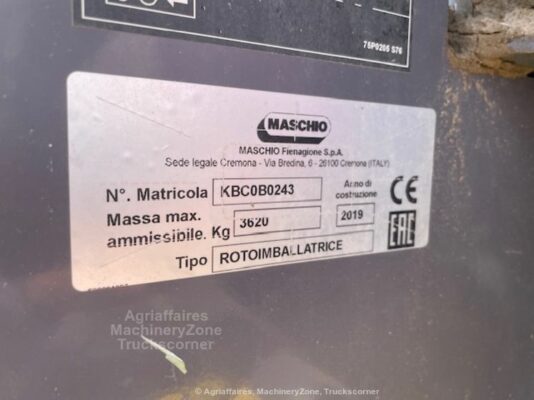 75P0205 S76
MASCHIO
MASCHIO Fienagione S.p.A.
Sede legale Cremona - Via Bredina, 6 - 26100 Cremona (ITALY)
N°. Matricola KBC0B0243 Anno di costruzione 2019 CE
Massa max. ammissibile. Kg 3620 EAC
Tipo ROTOIMBALLATRICE
Agriaffaires
MachineryZone
Truckscorner
© Agriaffaires, MachineryZone, Truckscorner